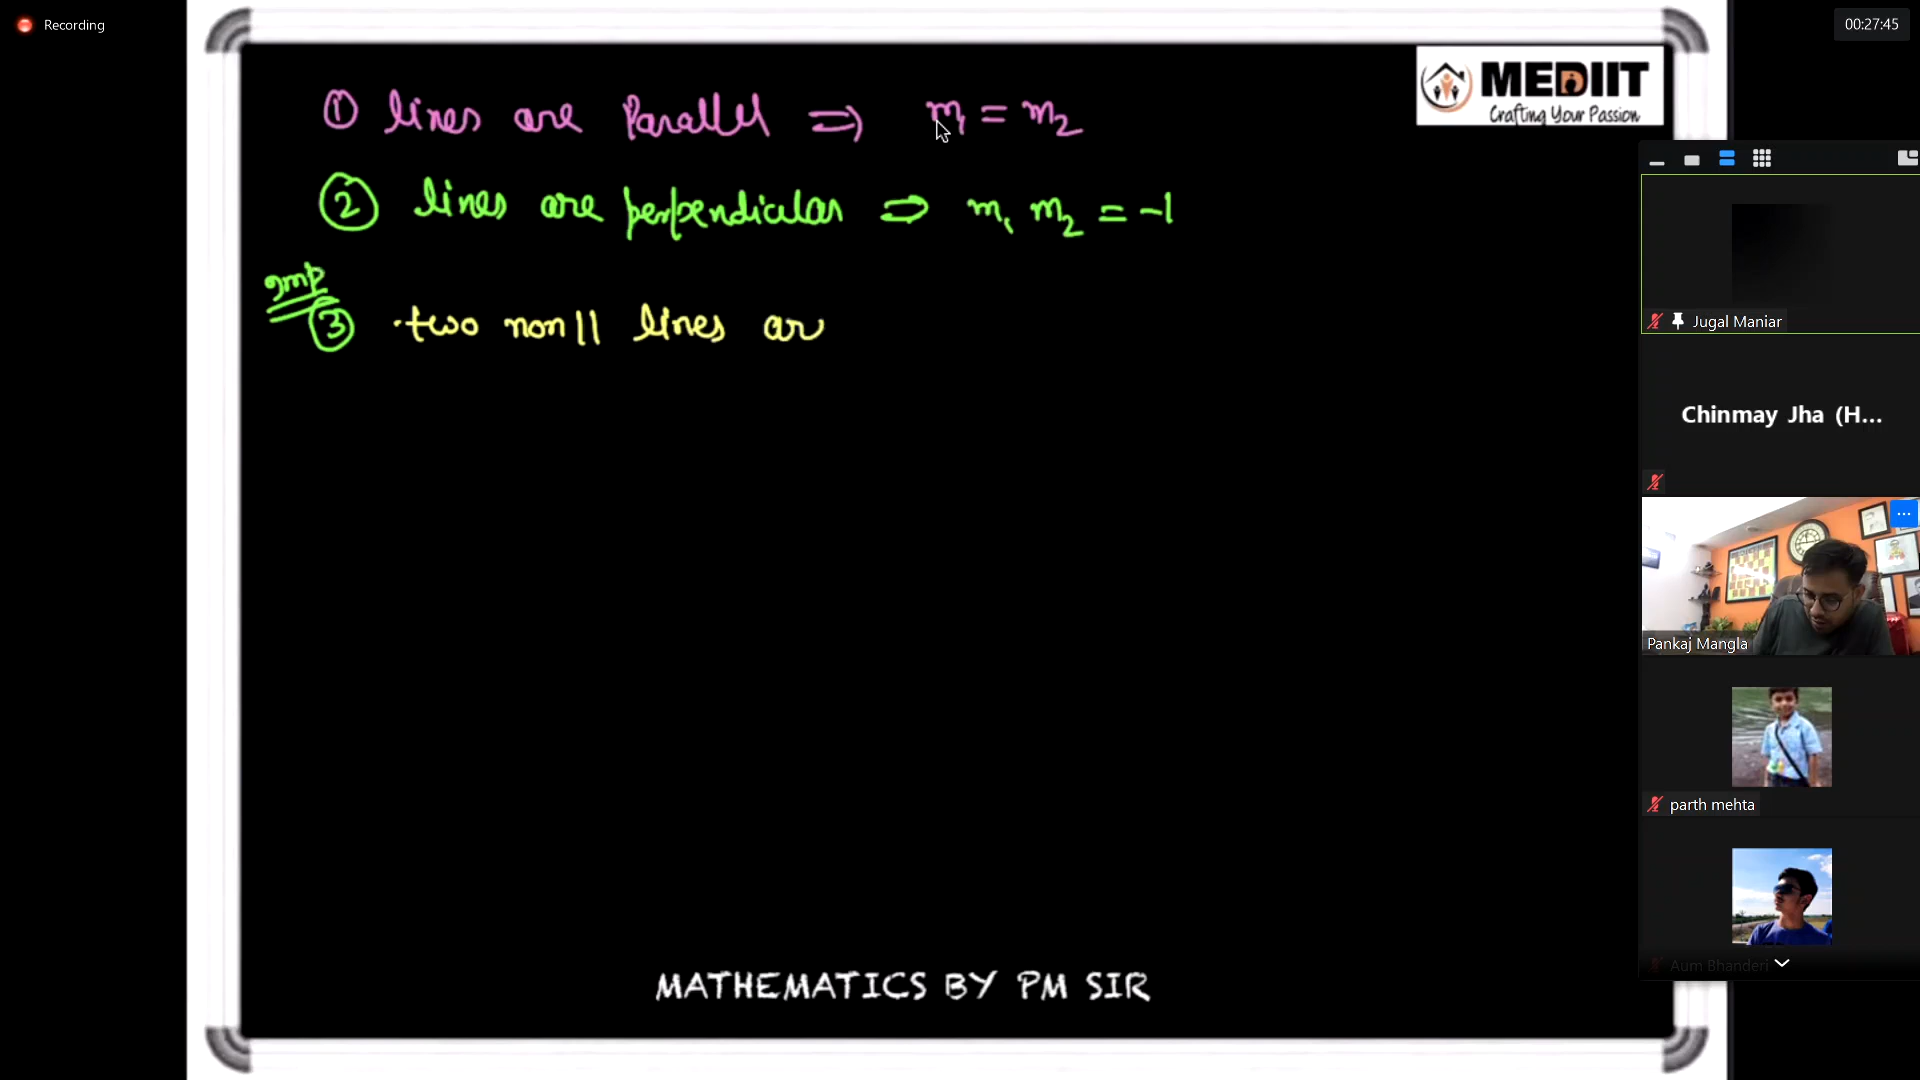 Recording
00:27:45
① lines are Parallel ⇒ m₁ = m₂
MEDIIT
Crafting Your Passion
② lines are perpendicular ⇒ m₁ m₂ = -1
Imp
③ two non || lines ar
Jugal Maniar
Chinmay Jha (H...
Pankaj Mangla
parth mehta
Aum Bhanderi
MATHEMATICS BY PM SIR